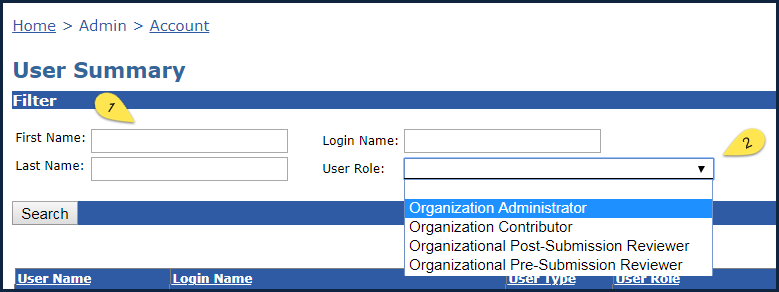 Home > Admin > Account
User Summary
Filter
1
First Name:
Login Name:
2
Last Name:
User Role:
Organization Administrator
Search
Organization Contributor
Organizational Post-Submission Reviewer
Organizational Pre-Submission Reviewer
User Name Login Name User Type User Role